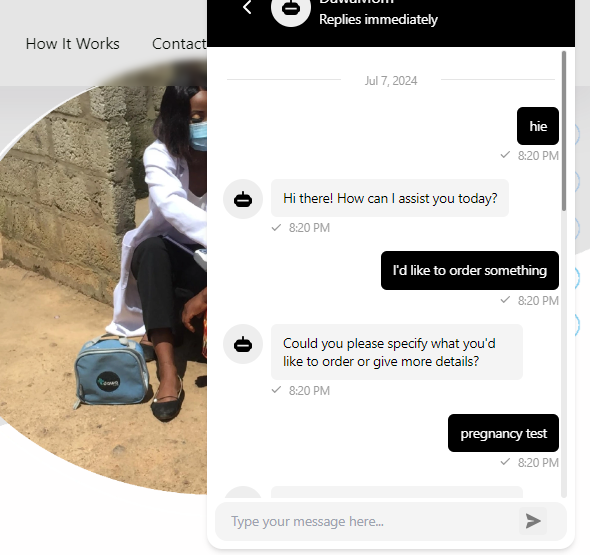 How It Works
Contact
DawaMom
Replies immediately
Jul 7, 2024
hie
8:20 PM
Hi there! How can I assist you today?
8:20 PM
I'd like to order something
8:20 PM
Could you please specify what you'd
like to order or give more details?
8:20 PM
pregnancy test
8:20 PM
Type your message here...